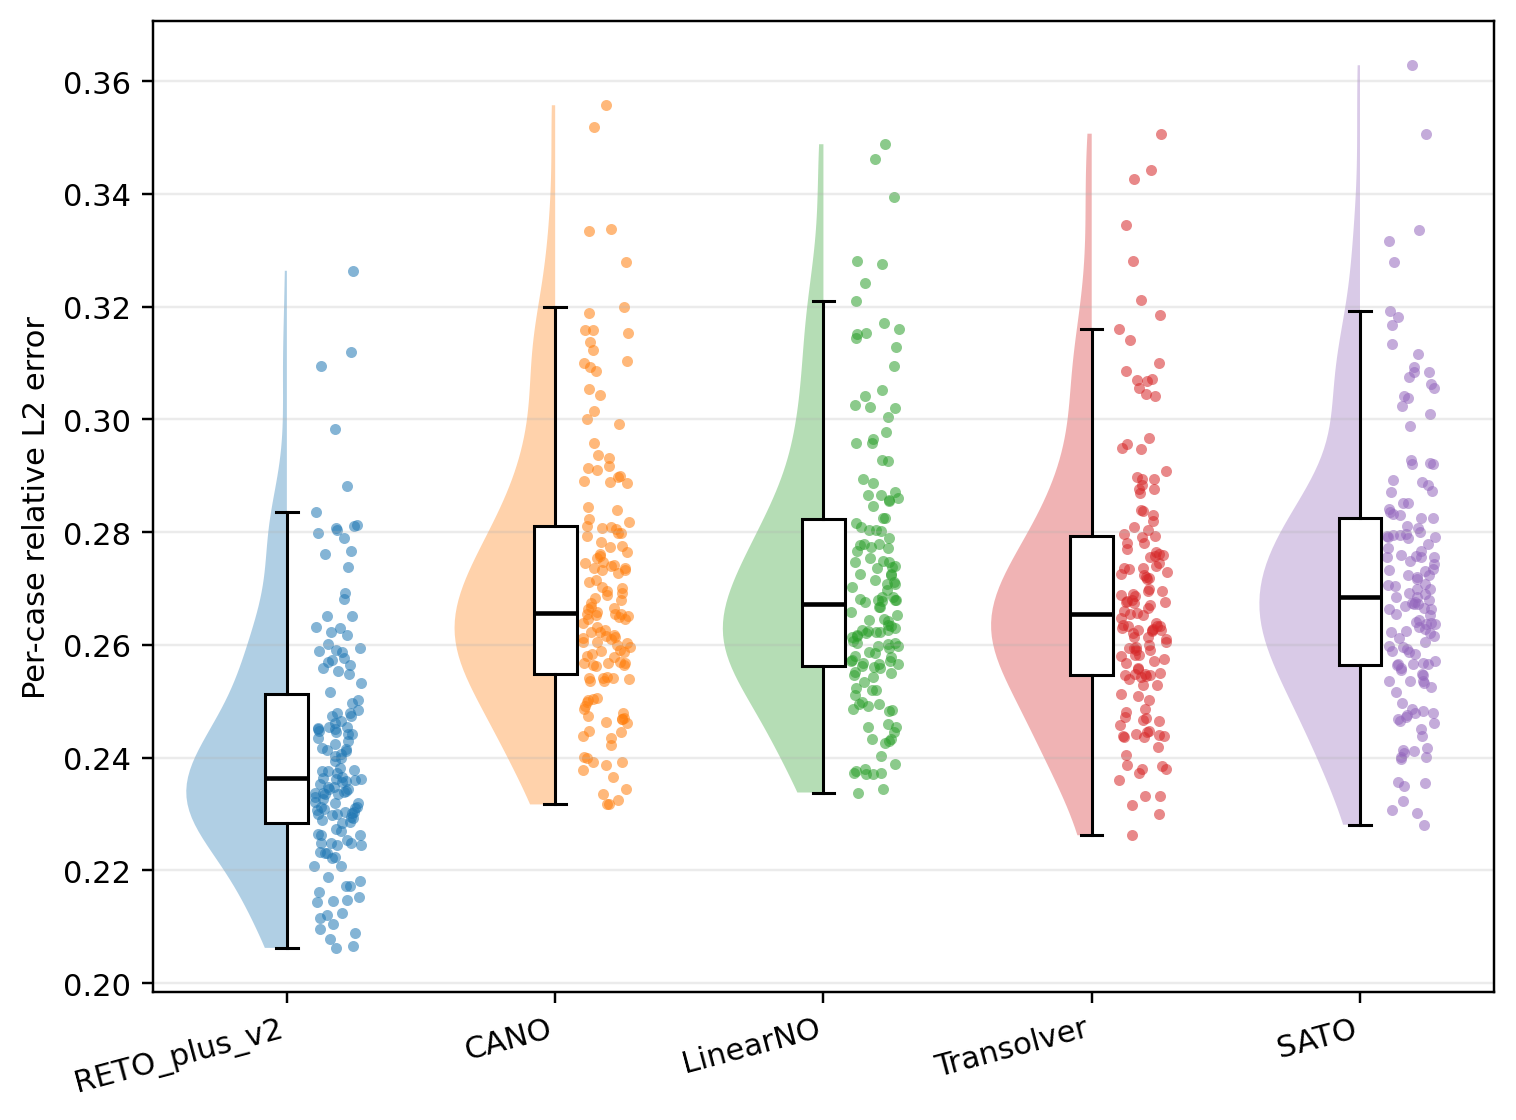 0.36
0.34
0.32
0.30
0.28
0.26
0.24
0.22
0.20
Per-case relative L2 error
RETO_plus_v2
CANO
LinearNO
Transolver
SATO